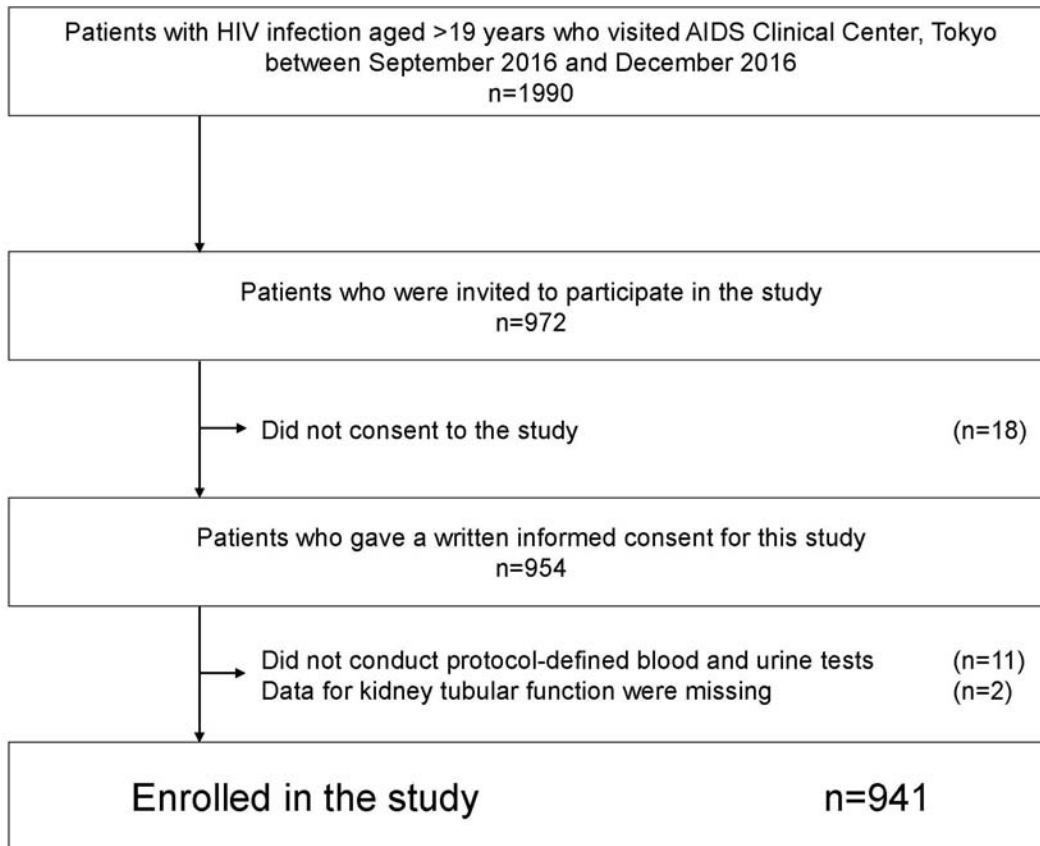 Patients with HIV infection aged >19 years who visited AIDS Clinical Center, Tokyo
between September 2016 and December 2016
n=1990
Patients who were invited to participate in the study
n=972
Did not consent to the study (n=18)
Patients who gave a written informed consent for this study
n=954
Did not conduct protocol-defined blood and urine tests (n=11)
Data for kidney tubular function were missing (n=2)
Enrolled in the study n=941